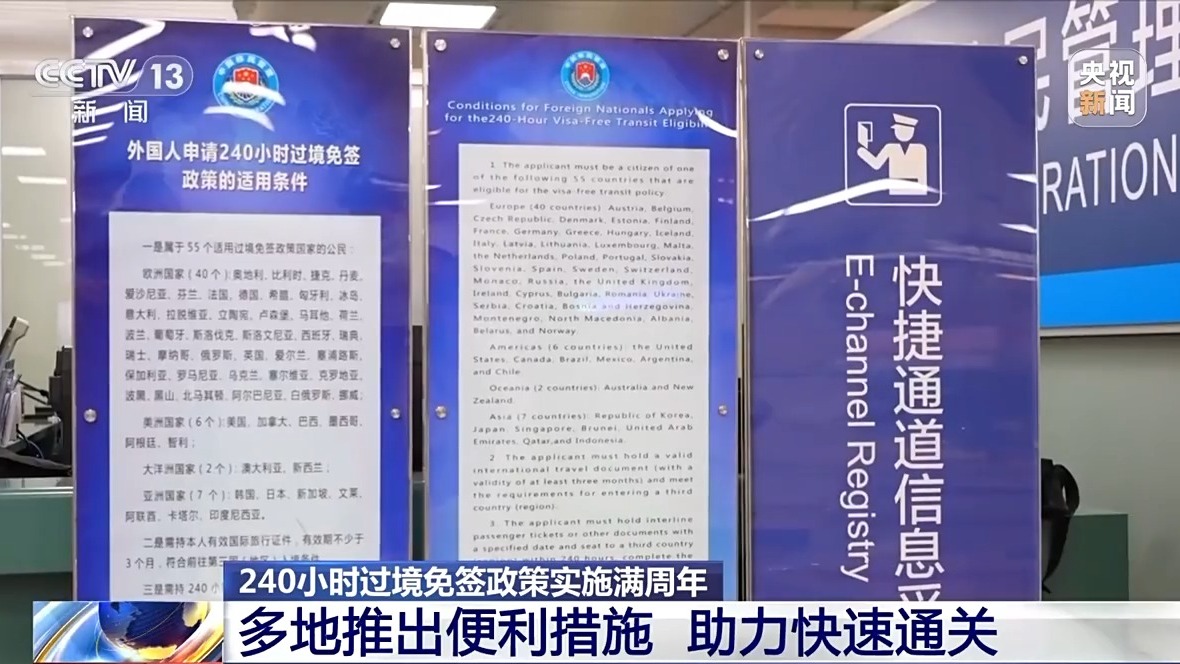 CCTV 13
新闻
央视
新闻
外国人申请240小时过境免签
政策的适用条件
一是属于55个适用过境免签政策国家的公民：
欧洲国家（40个）：奥地利、比利时、捷克、丹麦、
爱沙尼亚、芬兰、法国、德国、希腊、匈牙利、冰岛、
意大利、拉脱维亚、立陶宛、卢森堡、马耳他、荷兰、
波兰、葡萄牙、斯洛伐克、斯洛文尼亚、西班牙、瑞典、
瑞士、摩纳哥、俄罗斯、英国、爱尔兰、塞浦路斯、
保加利亚、罗马尼亚、乌克兰、塞尔维亚、克罗地亚、
波黑、黑山、北马其顿、阿尔巴尼亚、白俄罗斯、挪威；
美洲国家（6个）：美国、加拿大、巴西、墨西哥、
阿根廷、智利；
大洋洲国家（2个）：澳大利亚、新西兰；
亚洲国家（7个）：韩国、日本、新加坡、文莱、
阿联酋、卡塔尔、印度尼西亚。
二是需持本人有效国际旅行证件，有效期不少于
3个月，符合前往第三国（地区）入境条件
三是需持240小
Conditions for Foreign Nationals Applying
for the240-Hour Visa-Free Transit Eligibin
1. The applicant must be a citizen of one
of the following 55 countries that are
eligible for the visa-free transit policy.
Europe (40 countries): Austria, Belgium,
Czech Republic, Denmark, Estonia, Finland,
France, Germany, Greece, Hungary, Iceland,
Italy, Latvia, Lithuania, Luxembourg, Malta,
the Netherlands, Poland, Portugal, Slovakia,
Slovenia, Spain, Sweden, Switzerland,
Monaco, Russia, the United Kingdom,
Ireland, Cyprus, Bulgaria, Romania, Ukraine,
Serbia, Croatia, Bosnia and Herzegovina,
Montenegro, North Macedonia, Albania,
Belarus, and Norway.
Americas (6 countries): the United
States, Canada, Brazil, Mexico, Argentina,
and Chile.
Oceania (2 countries): Australia and New
Zealand.
Asia (7 countries): Republic of Korea,
Japan, Singapore, Brunei, United Arab
Emirates, Qatar,and Indonesia.
2. The applicant must hold a valid
international travel document (with a
validity of at least three months) and meet
the requirements for entering a third
country (region).
3. The applicant must hold interline
passenger tickets or other documents with
a specified date and seat to a third country
within 240 hours, complete the
快捷通道信息采
E-channel Registry
民管理
RATION
240小时过境免签政策实施满周年
多地推出便利措施 助力快速通关